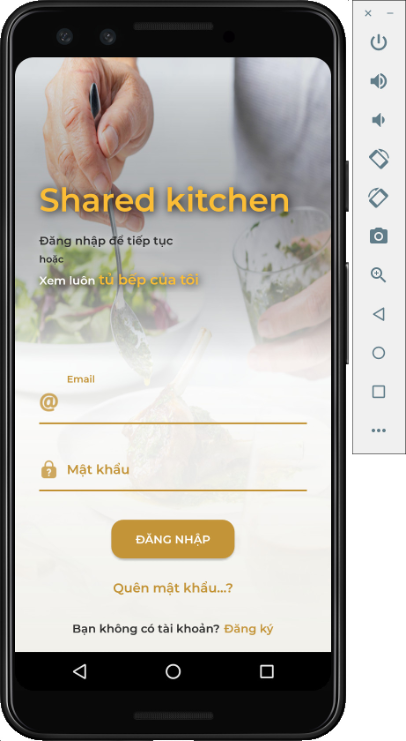 Shared kitchen
Đăng nhập để tiếp tục
hoặc
Xem luôn tủ bếp của tôi
Email
@
Mật khẩu
ĐĂNG NHẬP
Quên mật khẩu...?
Bạn không có tài khoản? Đăng ký